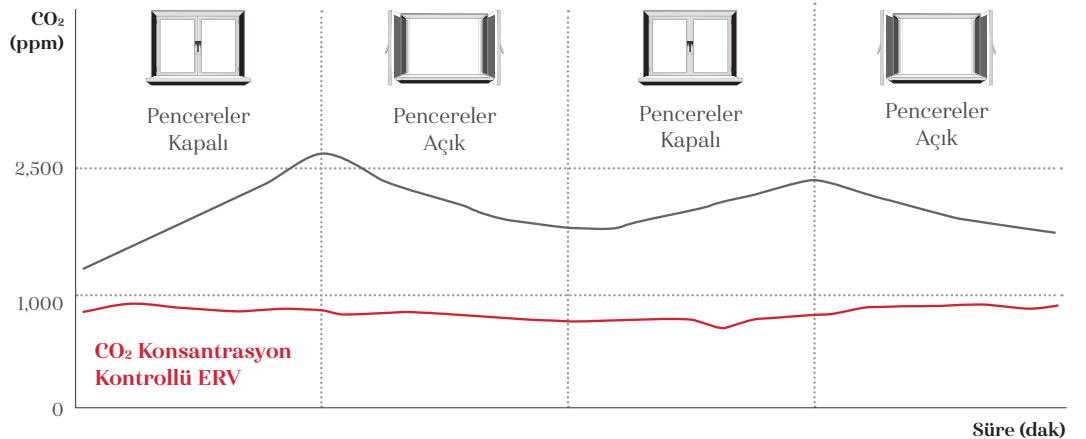 CO₂
(ppm)
Pencereler
Kapalı
Pencereler
Açık
Pencereler
Kapalı
Pencereler
Açık
2,500
1,000
CO₂ Konsantrasyon
Kontrollü ERV
0
Süre (dak)